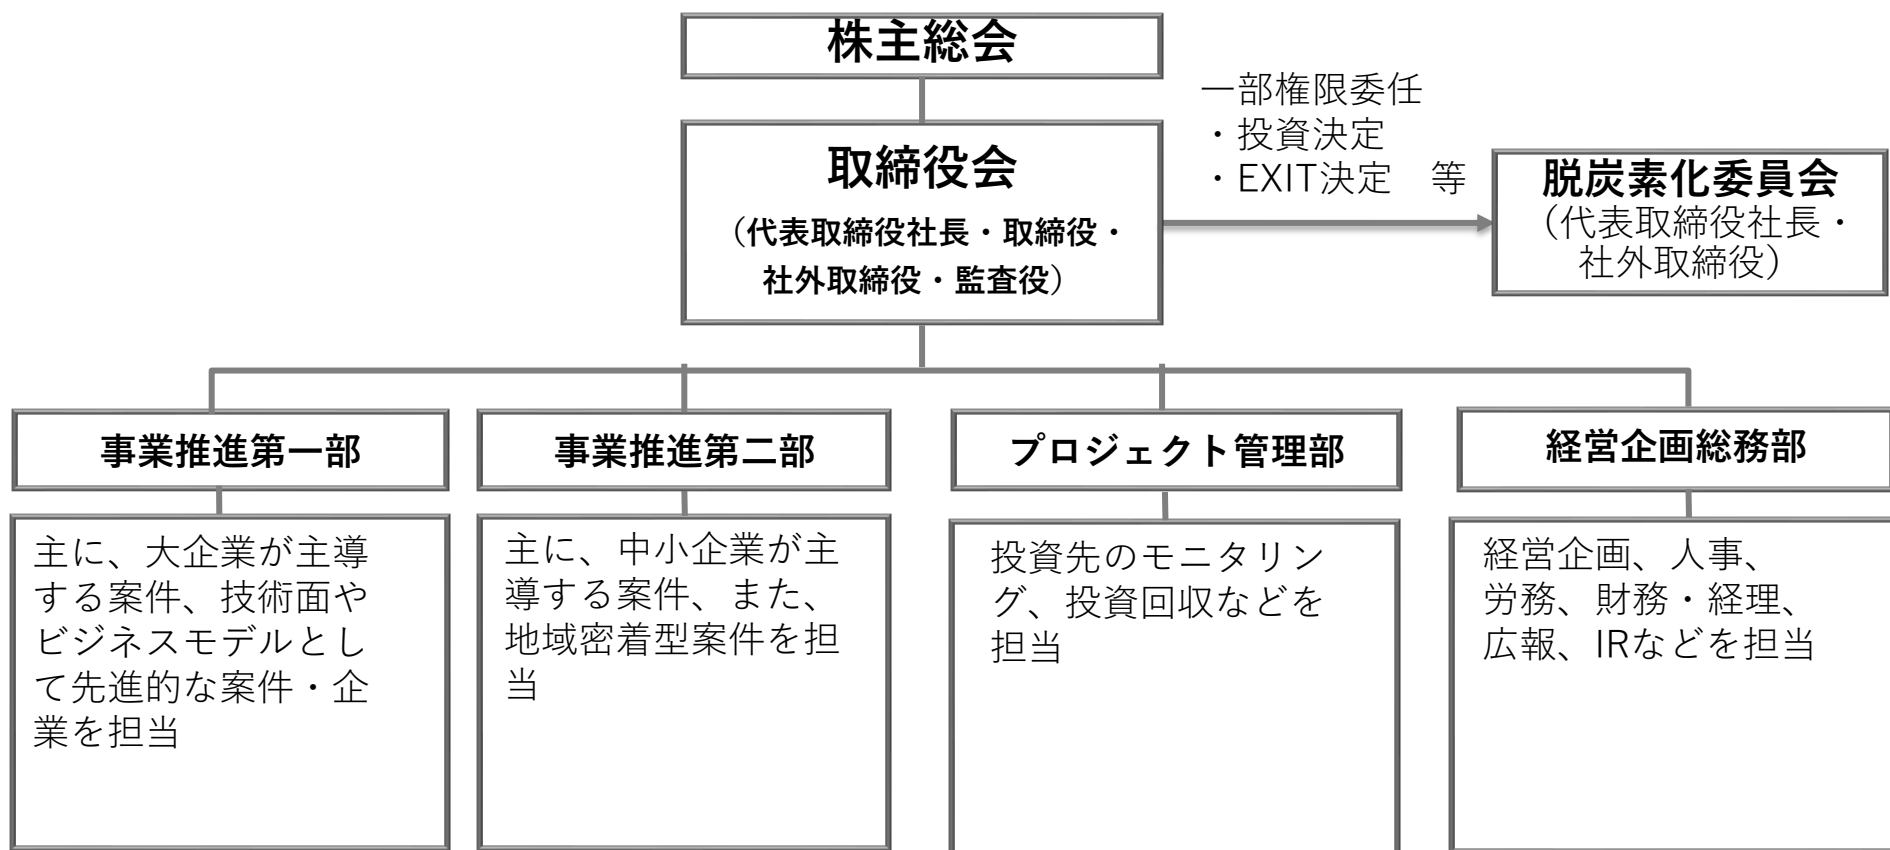 株主総会
取締役会
（代表取締役社長・取締役・
社外取締役・監査役）
一部権限委任
・投資決定
・EXIT決定　等
脱炭素化委員会
（代表取締役社長・
社外取締役）
事業推進第一部
主に、大企業が主導
する案件、技術面や
ビジネスモデルとし
て先進的な案件・企
業を担当
事業推進第二部
主に、中小企業が主
導する案件、また、
地域密着型案件を担
当
プロジェクト管理部
投資先のモニタリン
グ、投資回収などを
担当
経営企画総務部
経営企画、人事、
労務、財務・経理、
広報、IRなどを担当